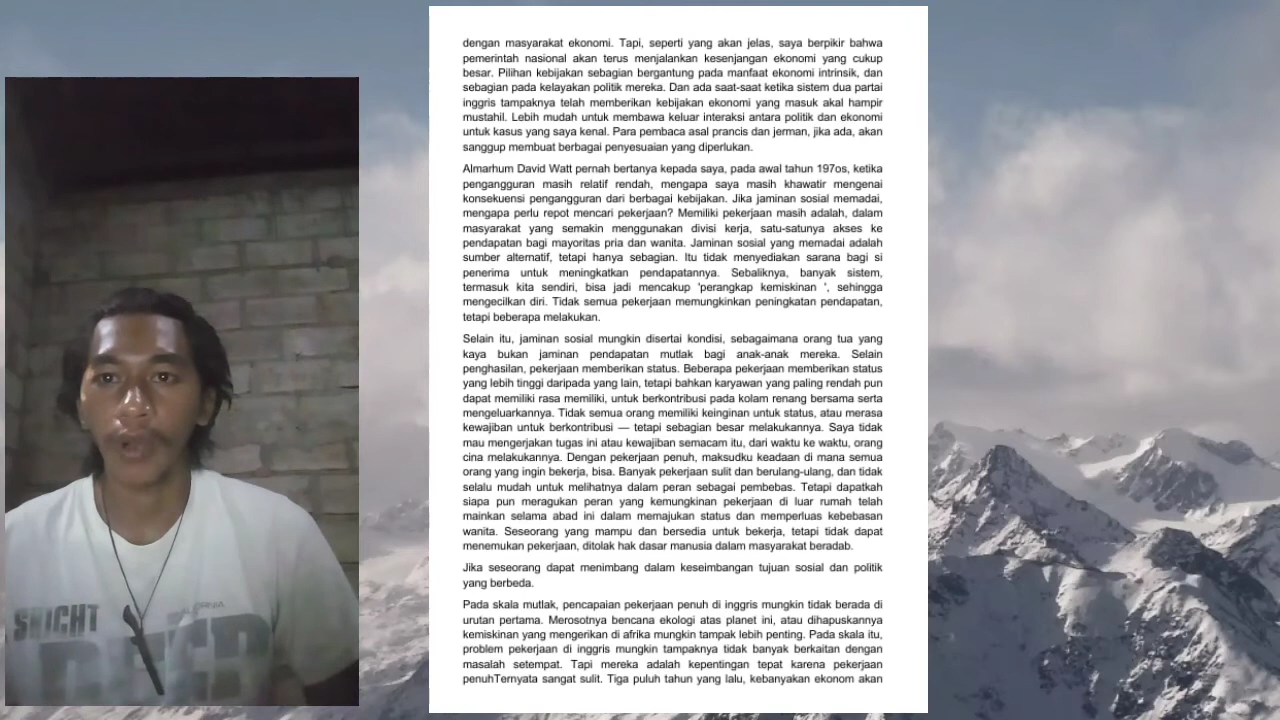 dengan masyarakat ekonomi. Tapi, seperti yang akan jelas, saya berpikir bahwa
pemerintah nasional akan terus menjalankan kesenjangan ekonomi yang cukup
besar. Pilihan kebijakan sebagian bergantung pada manfaat ekonomi intrinsik, dan
sebagian pada kelayakan politik mereka. Dan ada saat-saat ketika sistem dua partai
inggris tampaknya telah memberikan kebijakan ekonomi yang masuk akal hampir
mustahil. Lebih mudah untuk membawa keluar interaksi antara politik dan ekonomi
untuk kasus yang saya kenal. Para pembaca asal prancis dan jerman, jika ada, akan
sanggup membuat berbagai penyesuaian yang diperlukan.
Almarhum David Watt pernah bertanya kepada saya, pada awal tahun 197os, ketika
pengangguran masih relatif rendah, mengapa saya masih khawatir mengenai
konsekuensi pengangguran dari berbagai kebijakan. Jika jaminan sosial memadai,
mengapa perlu repot mencari pekerjaan? Memiliki pekerjaan masih adalah, dalam
masyarakat yang semakin menggunakan divisi kerja, satu-satunya akses ke
pendapatan bagi mayoritas pria dan wanita. Jaminan sosial yang memadai adalah
sumber alternatif, tetapi hanya sebagian. Itu tidak menyediakan sarana bagi si
penerima untuk meningkatkan pendapatannya. Sebaliknya, banyak sistem,
termasuk kita sendiri, bisa jadi mencakup 'perangkap kemiskinan ', sehingga
mengecilkan diri. Tidak semua pekerjaan memungkinkan peningkatan pendapatan,
tetapi beberapa melakukan.
Selain itu, jaminan sosial mungkin disertai kondisi, sebagaimana orang tua yang
kaya bukan jaminan pendapatan mutlak bagi anak-anak mereka. Selain
penghasilan, pekerjaan memberikan status. Beberapa pekerjaan memberikan status
yang lebih tinggi daripada yang lain, tetapi bahkan karyawan yang paling rendah pun
dapat memiliki rasa memiliki, untuk berkontribusi pada kolam renang bersama serta
mengeluarkannya. Tidak semua orang memiliki keinginan untuk status, atau merasa
kewajiban untuk berkontribusi — tetapi sebagian besar melakukannya. Saya tidak
mau mengerjakan tugas ini atau kewajiban semacam itu, dari waktu ke waktu, orang
cina melakukannya. Dengan pekerjaan penuh, maksudku keadaan di mana semua
orang yang ingin bekerja, bisa. Banyak pekerjaan sulit dan berulang-ulang, dan tidak
selalu mudah untuk melihatnya dalam peran sebagai pembebas. Tetapi dapatkah
siapa pun meragukan peran yang kemungkinan pekerjaan di luar rumah telah
mainkan selama abad ini dalam memajukan status dan memperluas kebebasan
wanita. Seseorang yang mampu dan bersedia untuk bekerja, tetapi tidak dapat
menemukan pekerjaan, ditolak hak dasar manusia dalam masyarakat beradab.
Jika seseorang dapat menimbang dalam keseimbangan tujuan sosial dan politik
yang berbeda.
Pada skala mutlak, pencapaian pekerjaan penuh di inggris mungkin tidak berada di
urutan pertama. Merosotnya bencana ekologi atas planet ini, atau dihapuskannya
kemiskinan yang mengerikan di afrika mungkin tampak lebih penting. Pada skala itu,
problem pekerjaan di inggris mungkin tampaknya tidak banyak berkaitan dengan
masalah setempat. Tapi mereka adalah kepentingan tepat karena pekerjaan
penuhTernyata sangat sulit. Tiga puluh tahun yang lalu, kebanyakan ekonom akan